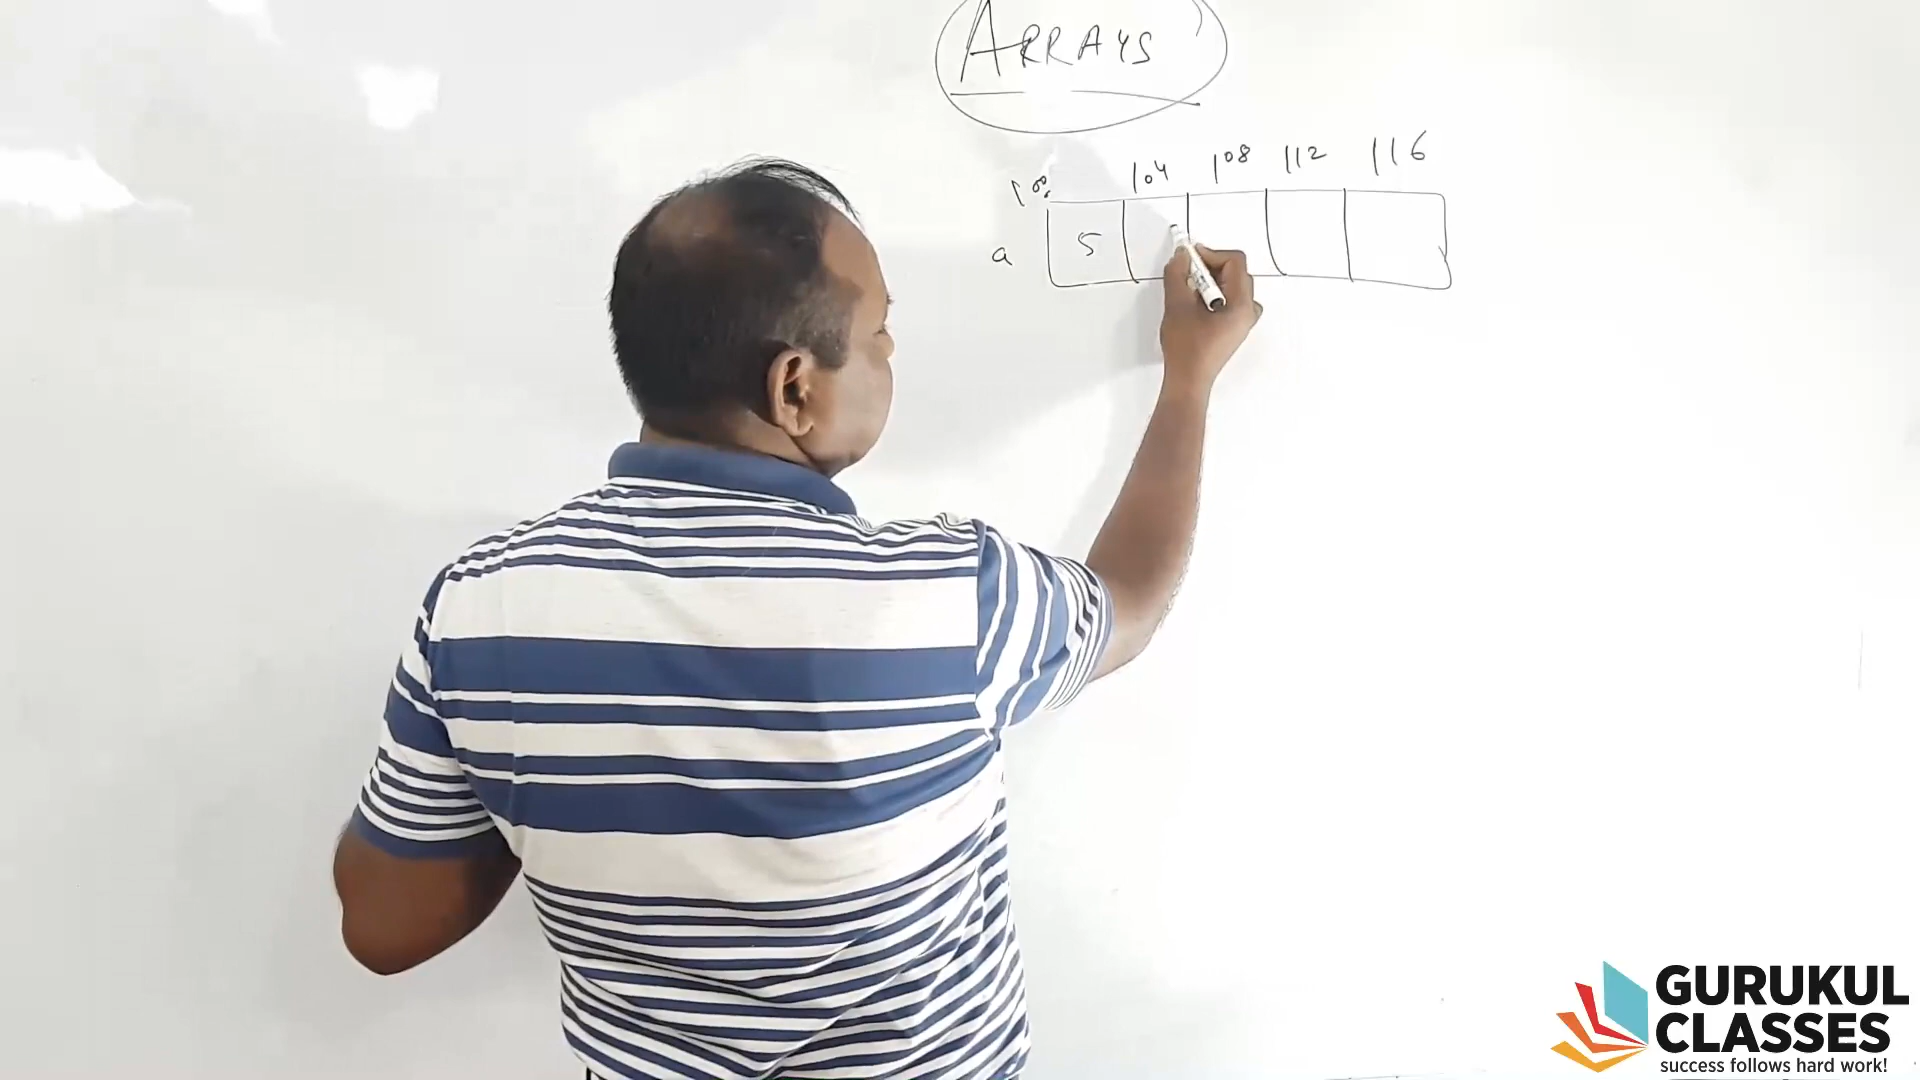 ARRAYS
100 104 108 112 116
a 5
GURUKUL
CLASSES
success follows hard work!